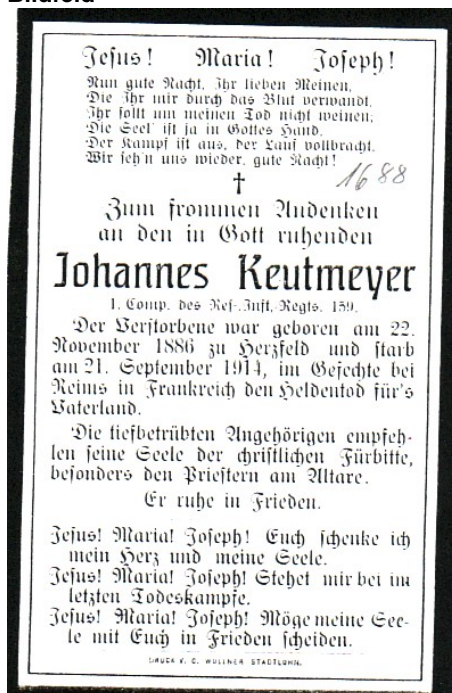 Jesus! Maria! Joseph!
Nun gute Nacht, Ihr lieben Meinen,
Die Ihr mir durch das Blut verwandt,
Ihr sollt um meinen Tod nicht weinen;
Die Seel' ist ja in Gottes Hand.
Der Kampf ist aus, der Lauf vollbracht.
Wir seh'n uns wieder, gute Nacht!
1688
†
Zum frommen Andenken
an den in Gott ruhenden
Johannes Keutmeyer
1. Comp. des Res.-Inft.-Regts. 159.
Der Verstorbene war geboren am 22.
November 1886 zu Herzfeld und starb
am 21. September 1914, im Gefechte bei
Reims in Frankreich den Heldentod für's
Vaterland.
Die tiefbetrübten Angehörigen empfeh-
len seine Seele der christlichen Fürbitte,
besonders den Priestern am Altare.
Er ruhe in Frieden.
Jesus! Maria! Joseph! Euch schenke ich
mein Herz und meine Seele.
Jesus! Maria! Joseph! Stehet mir bei im
letzten Todeskampfe.
Jesus! Maria! Joseph! Möge meine See-
le mit Euch in Frieden scheiden.
DRUCK V. C. WÜLLNER STADTLOHN.